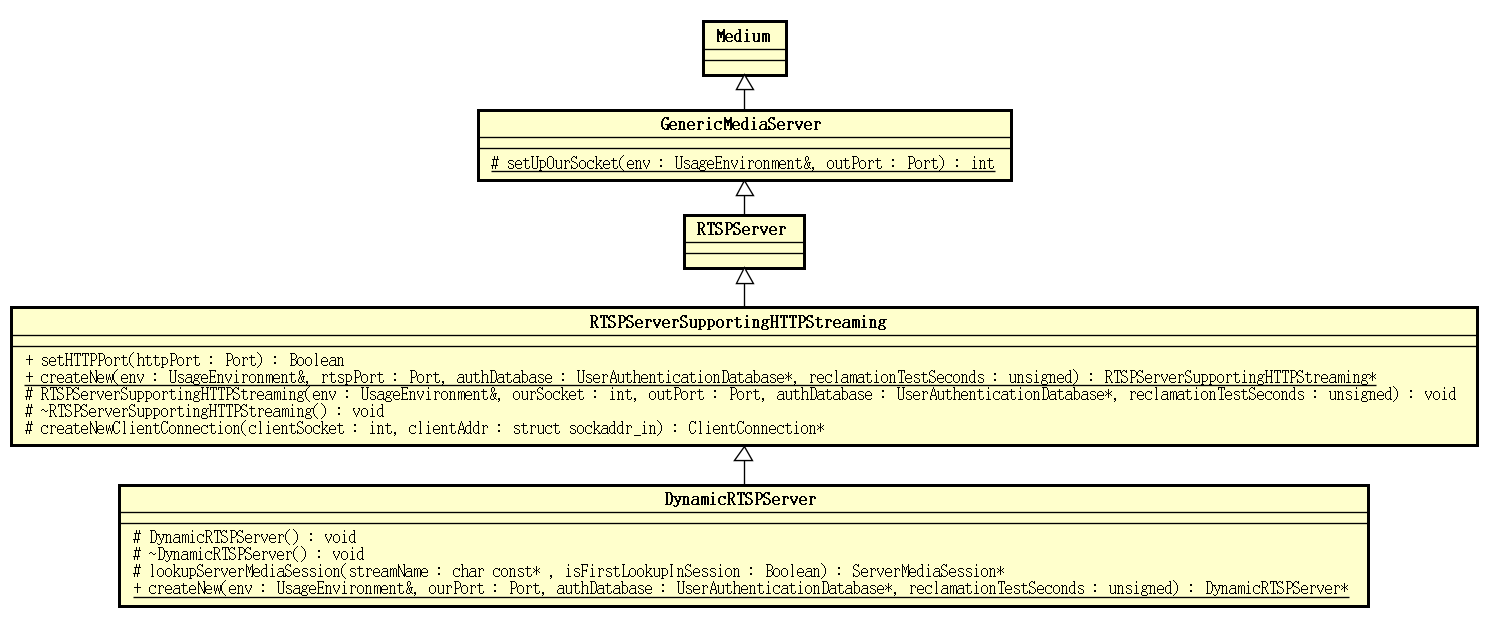 Medium
GenericMediaServer
# setUpOurSocket(env : UsageEnvironment&, outPort : Port) : int
RTSPServer
RTSPServerSupportingHTTPStreaming
+ setHTTPPort(httpPort : Port) : Boolean
+ createNew(env : UsageEnvironment&, rtspPort : Port, authDatabase : UserAuthenticationDatabase*, reclamationTestSeconds : unsigned) : RTSPServerSupportingHTTPStreaming*
# RTSPServerSupportingHTTPStreaming(env : UsageEnvironment&, ourSocket : int, outPort : Port, authDatabase : UserAuthenticationDatabase*, reclamationTestSeconds : unsigned) : void
# ~RTSPServerSupportingHTTPStreaming() : void
# createNewClientConnection(clientSocket : int, clientAddr : struct sockaddr_in) : ClientConnection*
DynamicRTSPServer
# DynamicRTSPServer() : void
# ~DynamicRTSPServer() : void
# lookupServerMediaSession(streamName : char const* , isFirstLookupInSession : Boolean) : ServerMediaSession*
+ createNew(env : UsageEnvironment&, ourPort : Port, authDatabase : UserAuthenticationDatabase*, reclamationTestSeconds : unsigned) : DynamicRTSPServer*